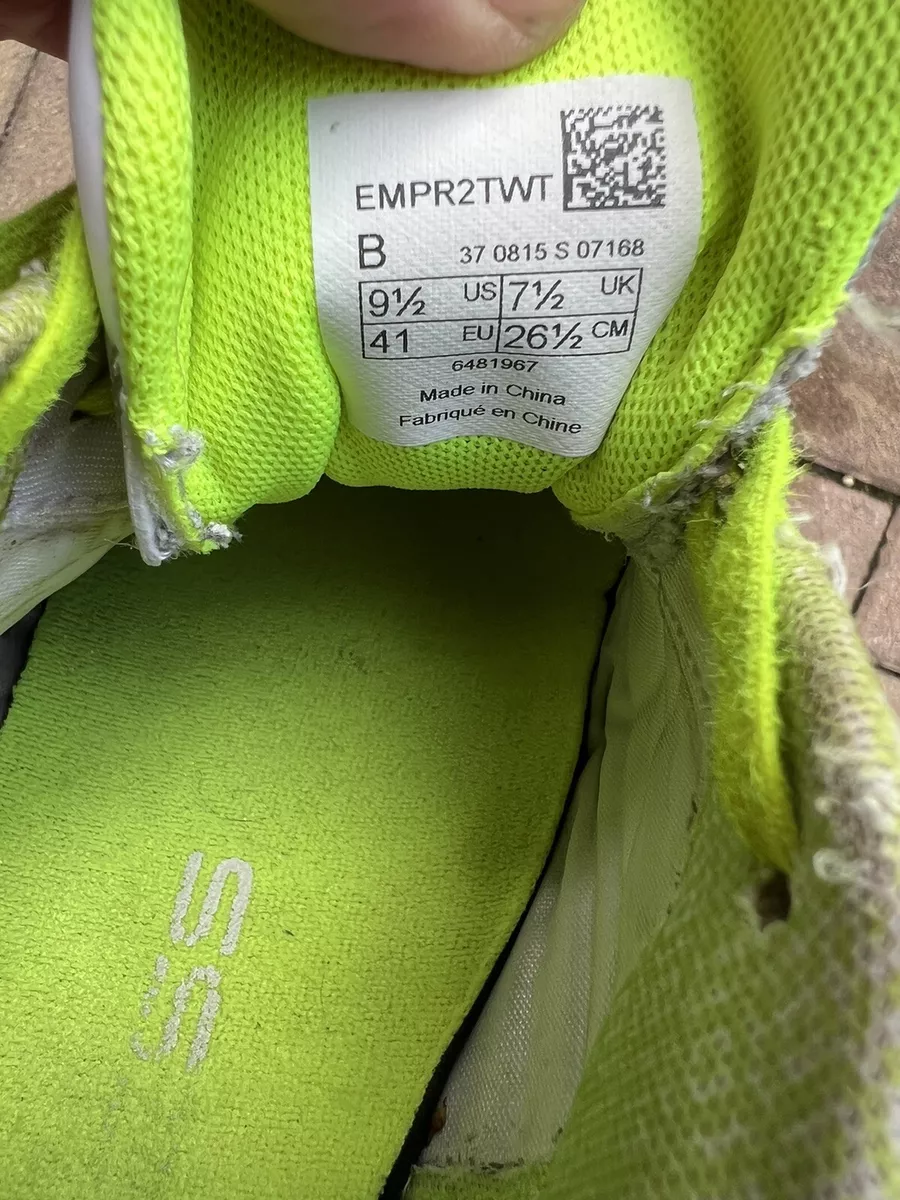 EMPR2TWT
B 37 0815 S 07168
9½ US 7½ UK
41 EU 26½ CM
6481967
Made in China
Fabriqué en Chine